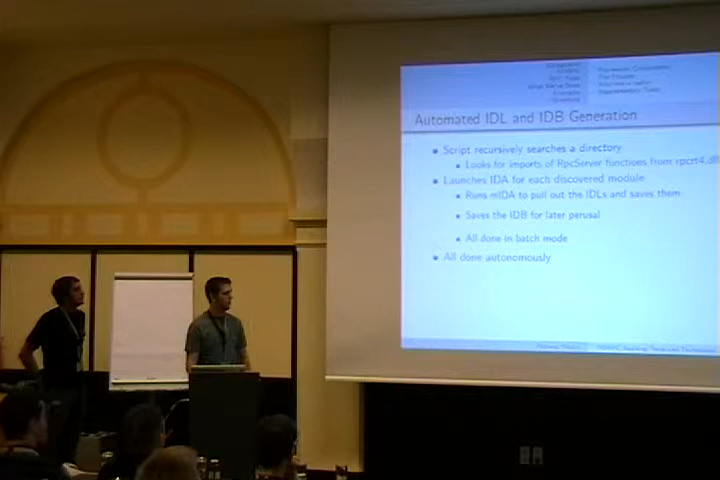 Automated IDL and IDB Generation
Script recursively searches a directory
Looks for imports of RpcServer functions from rpcrt4.dll
Launches IDA for each discovered module
Runs mIDA to pull out the IDLs and saves them
Saves the IDB for later perusal
All done in batch mode
All done autonomously